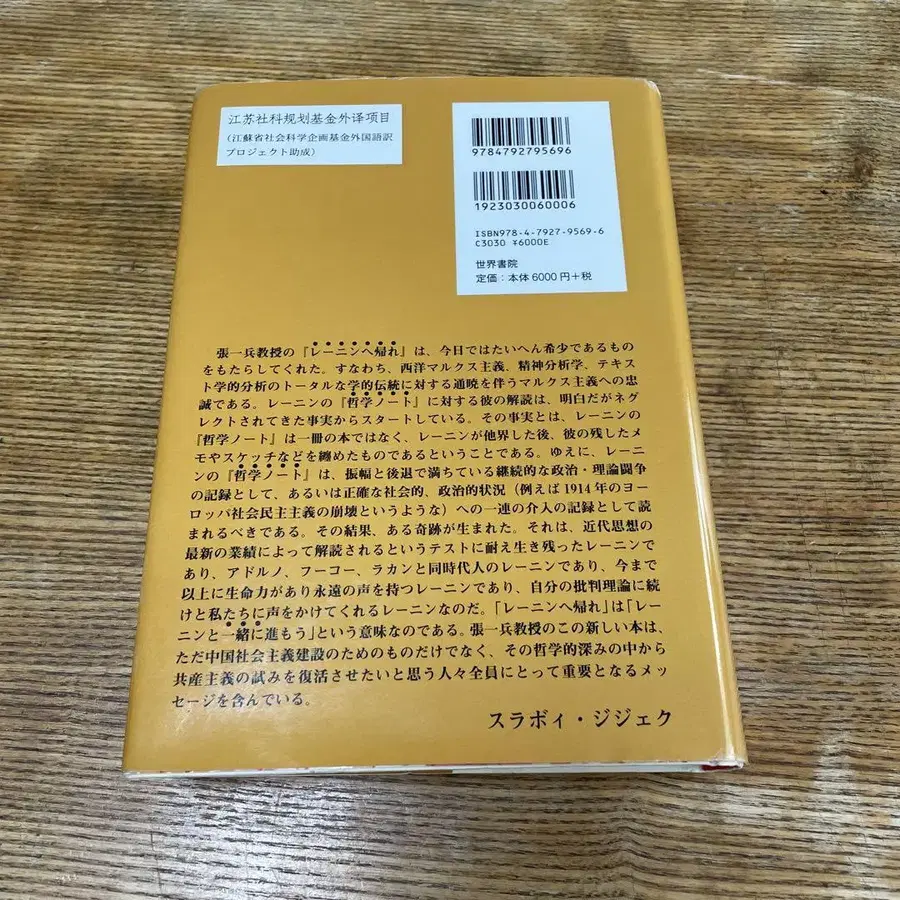 江苏社科规划基金外译项目
(江蘇省社会科学企画基金外国語訳
プロジェクト助成)
9784792795696
1923030060006
ISBN978-4-7927-9569-6
C3030 ¥6000E
世界書院
定価：本体6000円＋税
張一兵教授の『レーニンへ帰れ』は、今日ではたいへん希少であるもの
をもたらしてくれた。すなわち、西洋マルクス主義、精神分析学、テキス
ト学的分析のトータルな学的伝統に対する通暁を伴うマルクス主義への忠
誠である。レーニンの『哲学ノート』に対する彼の解説は、明白だがネグ
レクトされてきた事実からスタートしている。その事実とは、レーニンの
『哲学ノート』は一冊の本ではなく、レーニンが他界した後、彼の残したメ
モやスケッチなどを纏めたものであるということである。ゆえに、レーニ
ンの『哲学ノート』は、振幅と後退で満ちている継続的な政治・理論闘争
の記録として、あるいは正確な社会的、政治的状況（例えば1914年のヨー
ロッパ社会民主主義の崩壊というような）への一連の介入の記録として読
まれるべきである。その結果、ある奇跡が生まれた。それは、近代思想の
最新の業績によって解読されるというテストに耐え生き残ったレーニンで
あり、アドルノ、フーコー、ラカンと同時代人のレーニンであり、今まで
以上に生命力があり永遠の声を持つレーニンであり、自分の批判理論に続
けと私たちに声をかけてくれるレーニンなのだ。「レーニンへ帰れ」は「レー
ニンと一緒に進もう」という意味なのである。張一兵教授のこの新しい本は、
ただ中国社会主義建設のためのものだけでなく、その哲学的深みの中から
共産主義の試みを復活させたいと思う人々全員にとって重要となるメッ
セージを含んでいる。
スラボイ・ジジェク